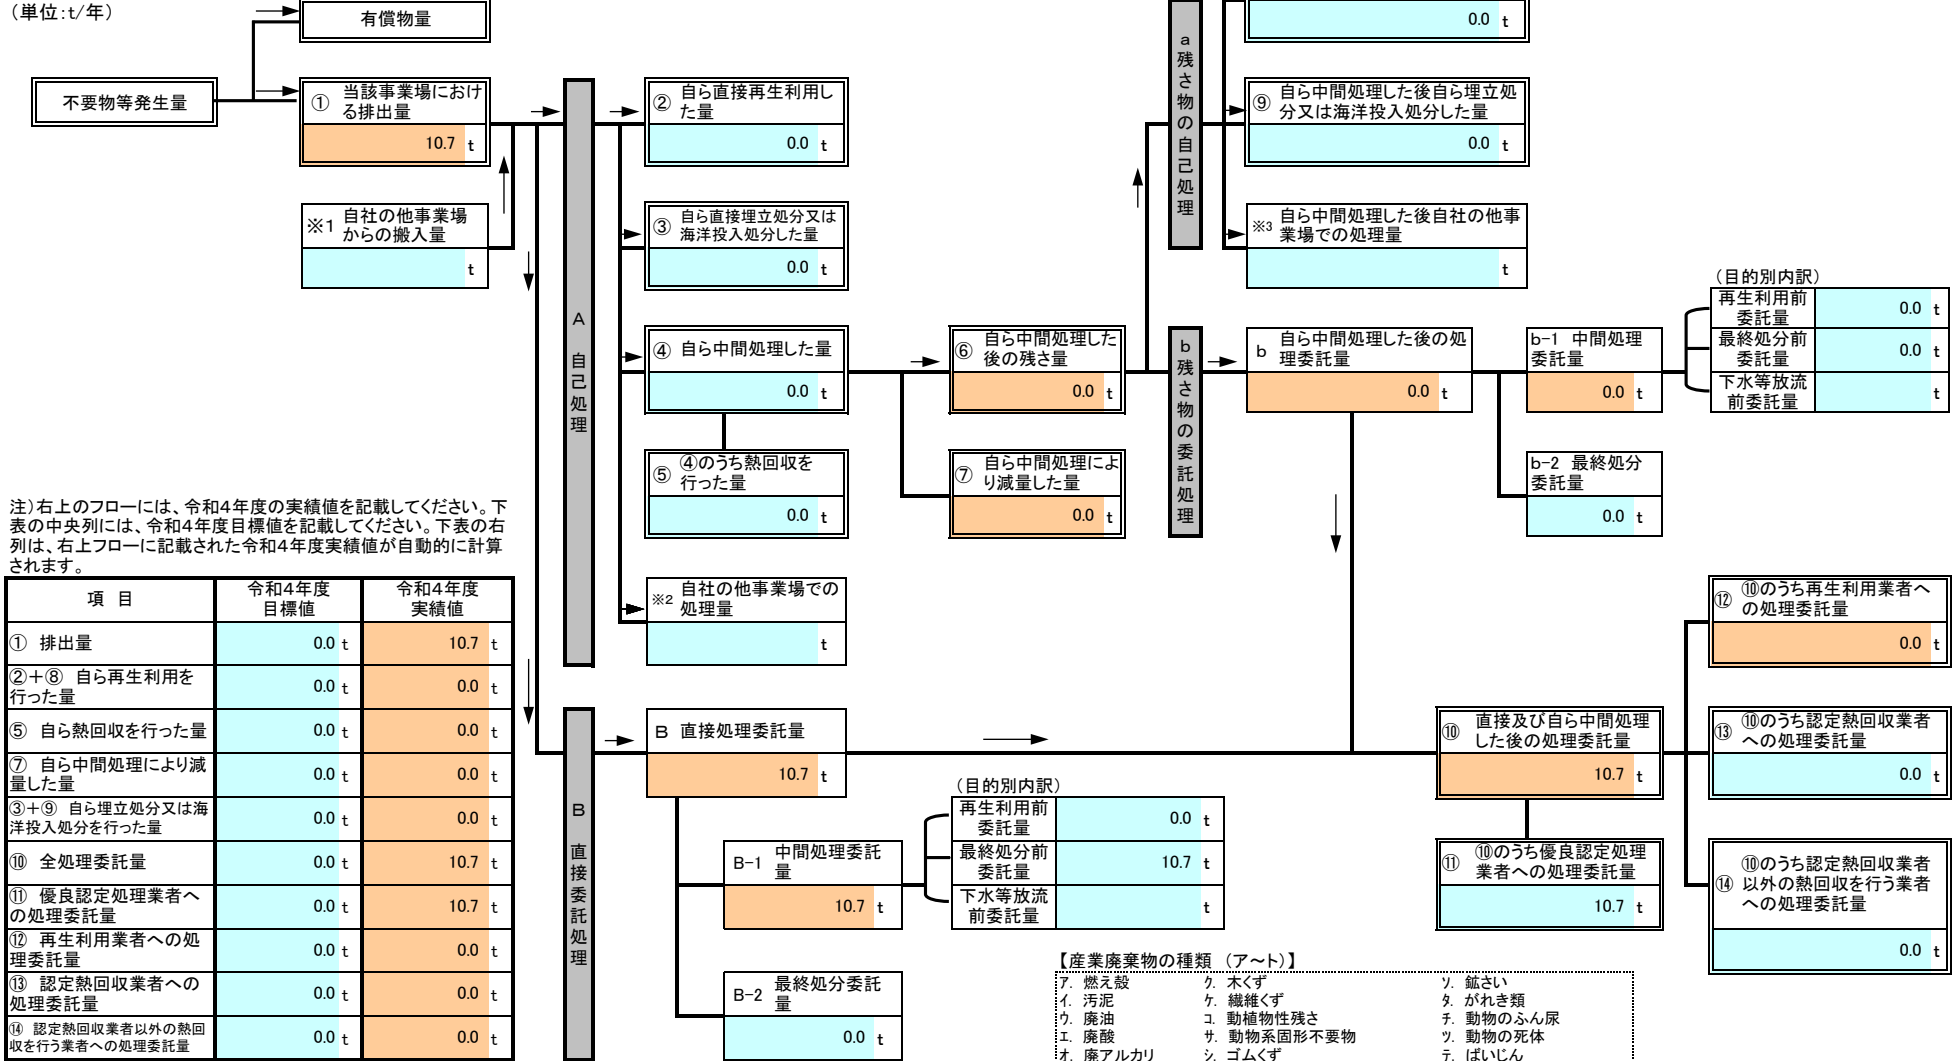 (単位:t/年)
有償物量
不要物等発生量
① 当該事業場におけ
る排出量
10.7 t
※1 自社の他事業場
からの搬入量
t
A 自己処理
② 自ら直接再生利用し
た量
0.0 t
③ 自ら直接埋立処分又は
海洋投入処分した量
0.0 t
④ 自ら中間処理した量
0.0 t
⑤ ④のうち熱回収を
行った量
0.0 t
※2 自社の他事業場での
処理量
t
⑥ 自ら中間処理した
後の残さ量
0.0 t
⑦ 自ら中間処理によ
り減量した量
0.0 t
a 残さ物の自己処理
0.0 t
⑨ 自ら中間処理した後自ら埋立処
分又は海洋投入処分した量
0.0 t
※3 自ら中間処理した後自社の他事
業場での処理量
t
b 残さ物の委託処理
b 自ら中間処理した後の処
理委託量
0.0 t
b-1 中間処理
委託量
0.0 t
b-2 最終処分
委託量
0.0 t
(目的別内訳)
再生利用前
委託量
0.0 t
最終処分前
委託量
0.0 t
下水等放流
前委託量
t
注)右上のフローには、令和4年度の実績値を記載してください。下
表の中央列には、令和4年度目標値を記載してください。下表の右
列は、右上フローに記載された令和4年度実績値が自動的に計算
されます。
項 目 令和4年度 令和4年度
目標値 実績値
① 排出量 0.0 t 10.7 t
②+⑧ 自ら再生利用を
行った量 0.0 t 0.0 t
⑤ 自ら熱回収を行った量 0.0 t 0.0 t
⑦ 自ら中間処理により減
量した量 0.0 t 0.0 t
③+⑨ 自ら埋立処分又は海
洋投入処分を行った量 0.0 t 0.0 t
⑩ 全処理委託量 0.0 t 10.7 t
⑪ 優良認定処理業者へ
の処理委託量 0.0 t 10.7 t
⑫ 再生利用業者への処
理委託量 0.0 t 0.0 t
⑬ 認定熱回収業者への
処理委託量 0.0 t 0.0 t
⑭ 認定熱回収業者以外の熱回
収を行う業者への処理委託量 0.0 t 0.0 t
B 直接委託処理
B 直接処理委託量
10.7 t
B-1 中間処理委託
量
10.7 t
B-2 最終処分委託
量
0.0 t
(目的別内訳)
再生利用前
委託量
0.0 t
最終処分前
委託量
10.7 t
下水等放流
前委託量
t
⑩ 直接及び自ら中間処理
した後の処理委託量
10.7 t
⑪ ⑩のうち優良認定処理
業者への処理委託量
10.7 t
⑫ ⑩のうち再生利用業者へ
の処理委託量
0.0 t
⑬ ⑩のうち認定熱回収業者
への処理委託量
0.0 t
⑭ ⑩のうち認定熱回収業者
以外の熱回収を行う業者
への処理委託量
0.0 t
【産業廃棄物の種類 (ア～ト)】
ア. 燃え殻 ク. 木くず ソ. 鉱さい
イ. 汚泥 ケ. 繊維くず タ. がれき類
ウ. 廃油 コ. 動植物性残さ チ. 動物のふん尿
エ. 廃酸 サ. 動物系固形不要物 ツ. 動物の死体
オ. 廃アルカリ シ. ゴムくず テ. ばいじん